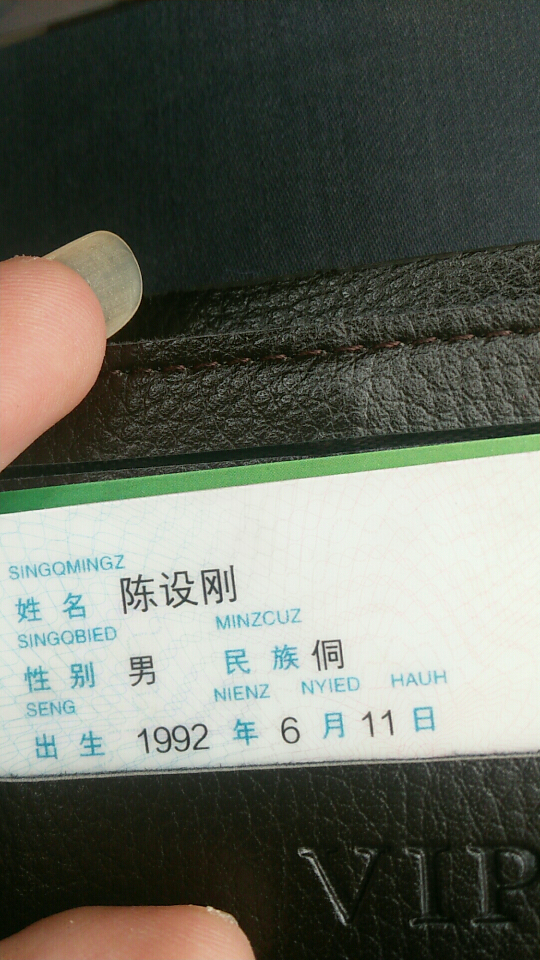 SINGQMINGZ
姓名 陈设刚
SINGQBIED MINZCUZ
性别 男 民族 侗
SENG NIENZ NYIED HAUH
出生 1992 年 6 月 11 日
VIP